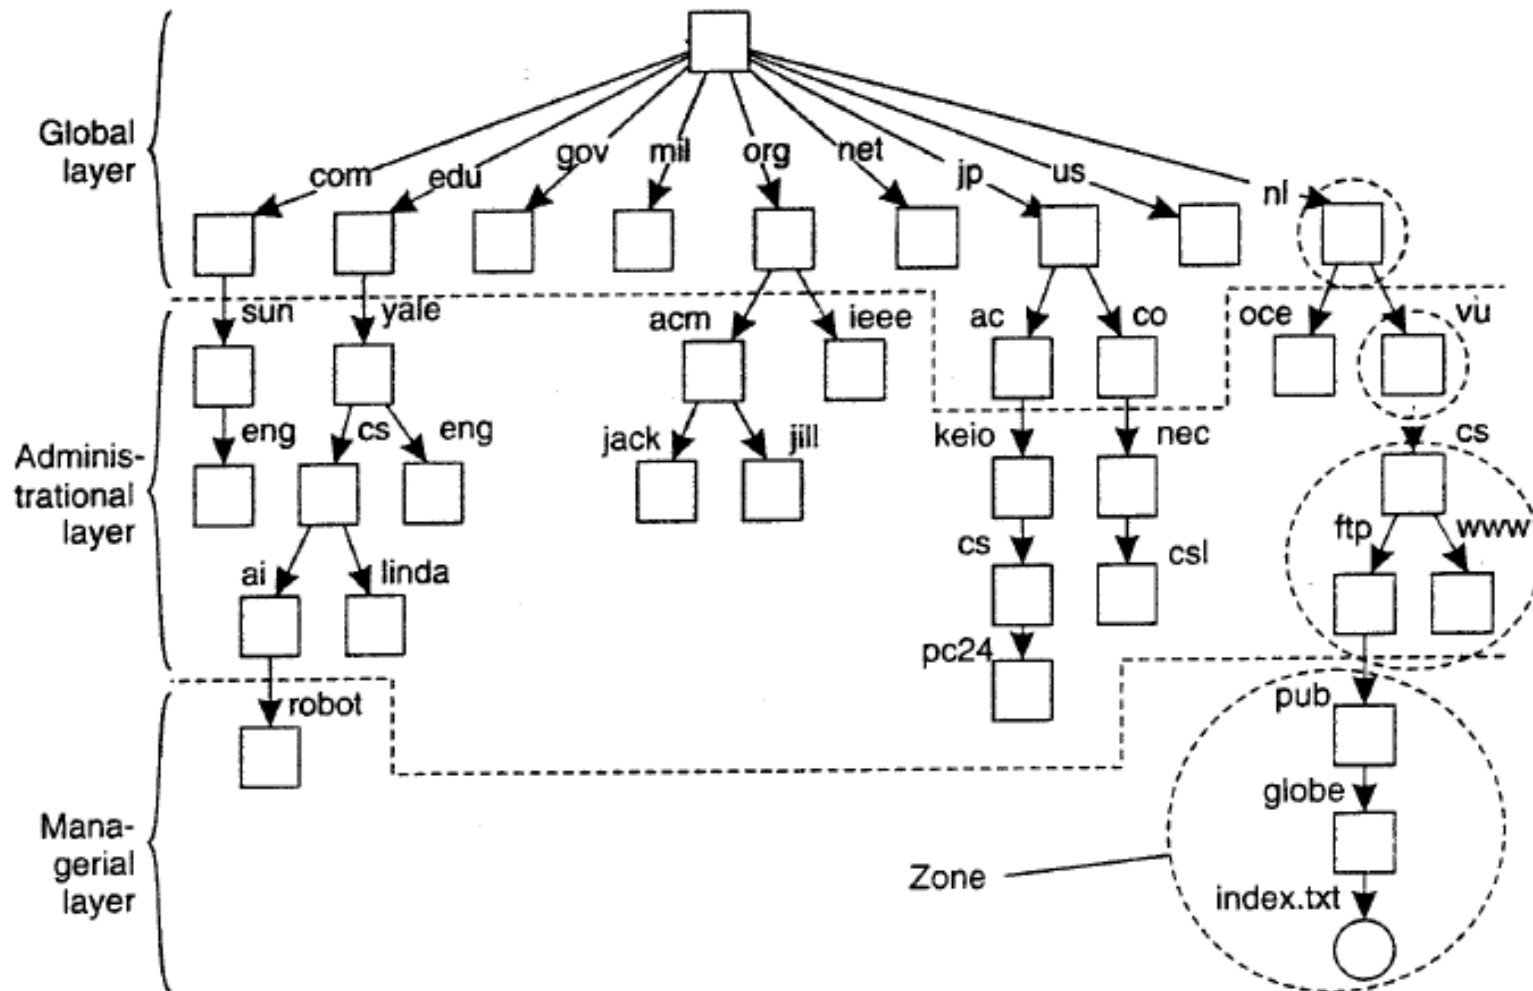 Global
layer
com
edu
gov
mil
org
net
jp
us
nl
sun
yale
acm
ieee
ac
co
oce
vu
Adminis-
trational
layer
eng
cs
eng
jack
jill
keio
nec
cs
ai
linda
cs
csl
ftp
www
pc24
robot
pub
Mana-
gerial
layer
globe
Zone
index.txt